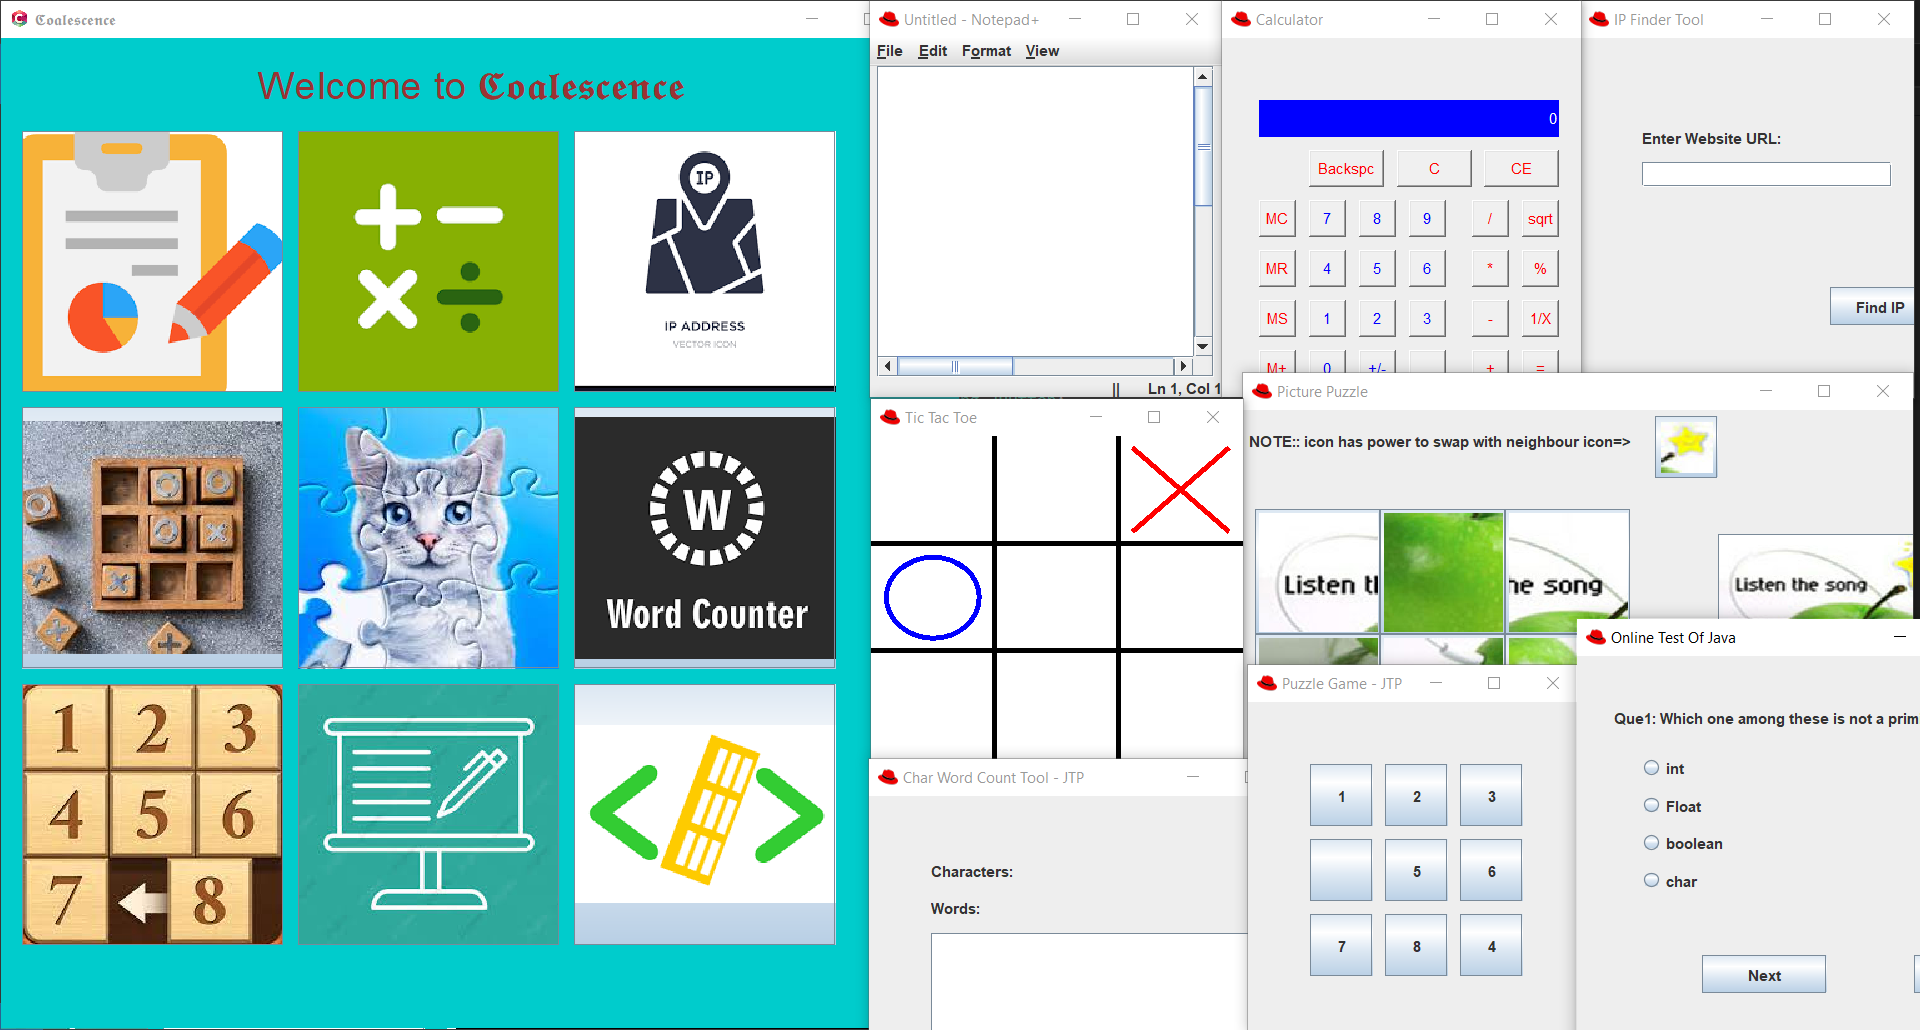 Coalescence
Welcome to Coalescence
IP
IP ADDRESS
VECTOR ICON
W
Word Counter
1 2 3
4 5 6
7 8
Untitled - Notepad+
File Edit Format View
Ln 1, Col 1
Calculator
0
Backspc C CE
MC 7 8 9 / sqrt
MR 4 5 6 * %
MS 1 2 3 - 1/X
M+ 0 +/- + =
IP Finder Tool
Enter Website URL:
Find IP
Tic Tac Toe
Picture Puzzle
NOTE:: icon has power to swap with neighbour icon=>
Listen tl
he song
Listen the song
Char Word Count Tool - JTP
Characters:
Words:
Puzzle Game - JTP
1 2 3
5 6
7 8 4
Online Test Of Java
Que1: Which one among these is not a prim
int
Float
boolean
char
Next